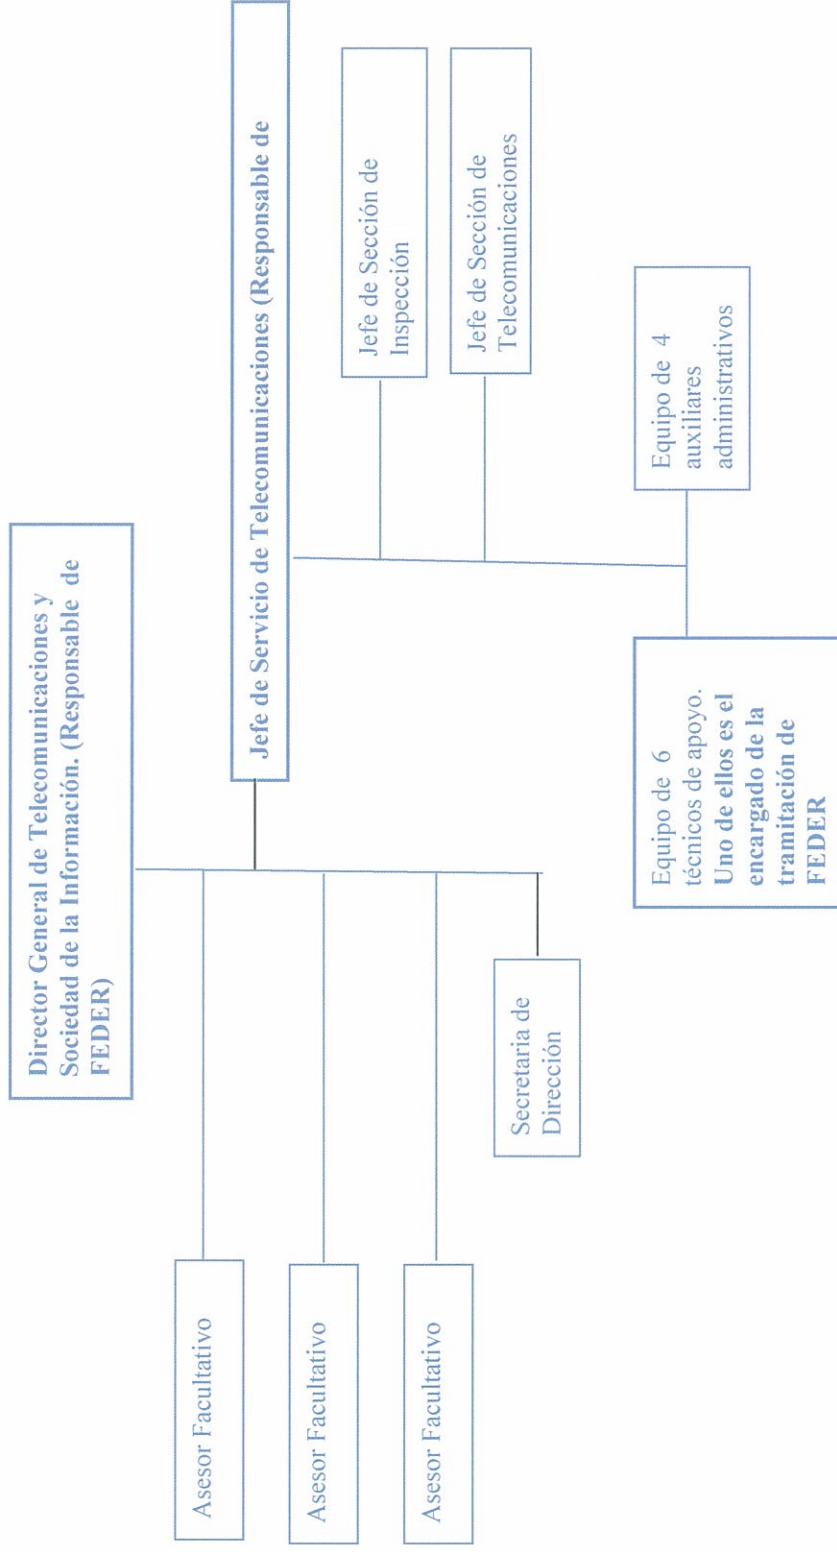 Director General de Telecomunicaciones y
Sociedad de la Información. (Responsable de
FEDER)
Jefe de Servicio de Telecomunicaciones (Responsable de
Asesor Facultativo
Asesor Facultativo
Asesor Facultativo
Secretaria de
Dirección
Jefe de Sección de
Inspección
Jefe de Sección de
Telecomunicaciones
Equipo de 6
técnicos de apoyo.
Uno de ellos es el
encargado de la
tramitación de
FEDER
Equipo de 4
auxiliares
administrativos